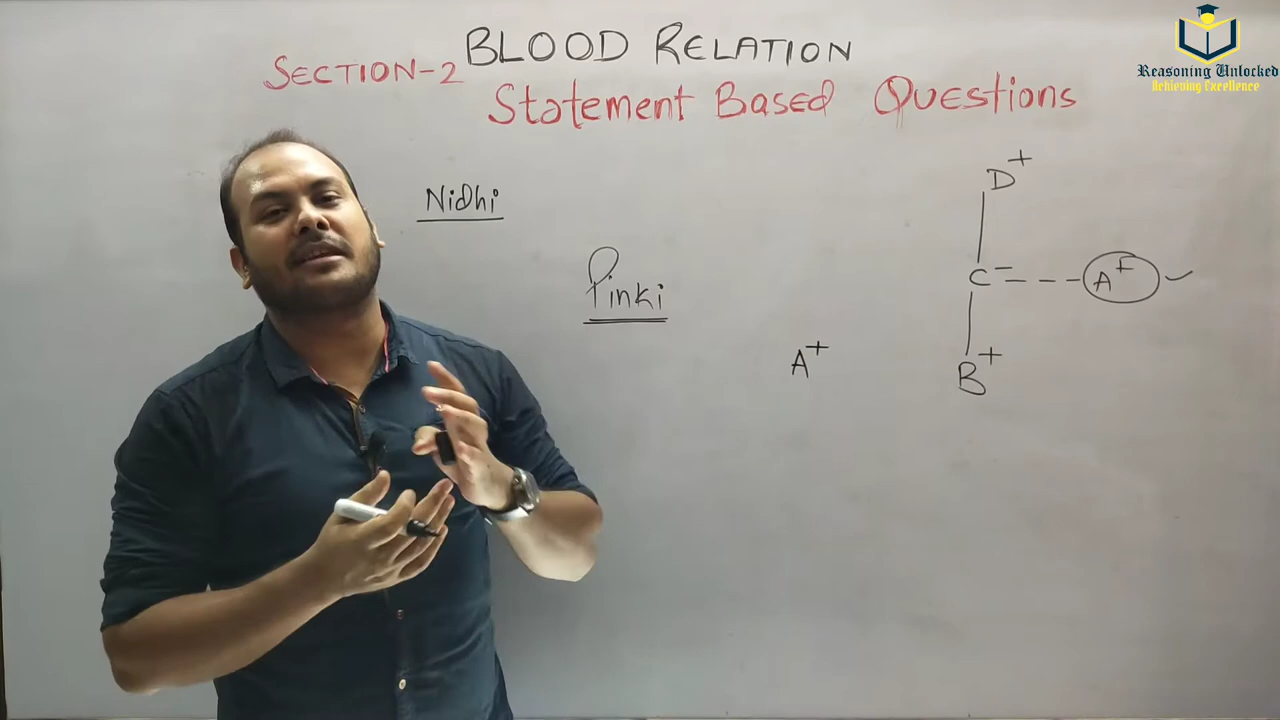 BLOOD RELATION
SECTION-2
Statement Based Questions
Reasoning Unlocked
Achieving Excellence
Nidhi
Pinki
D+
C- --- A+
A+
B+